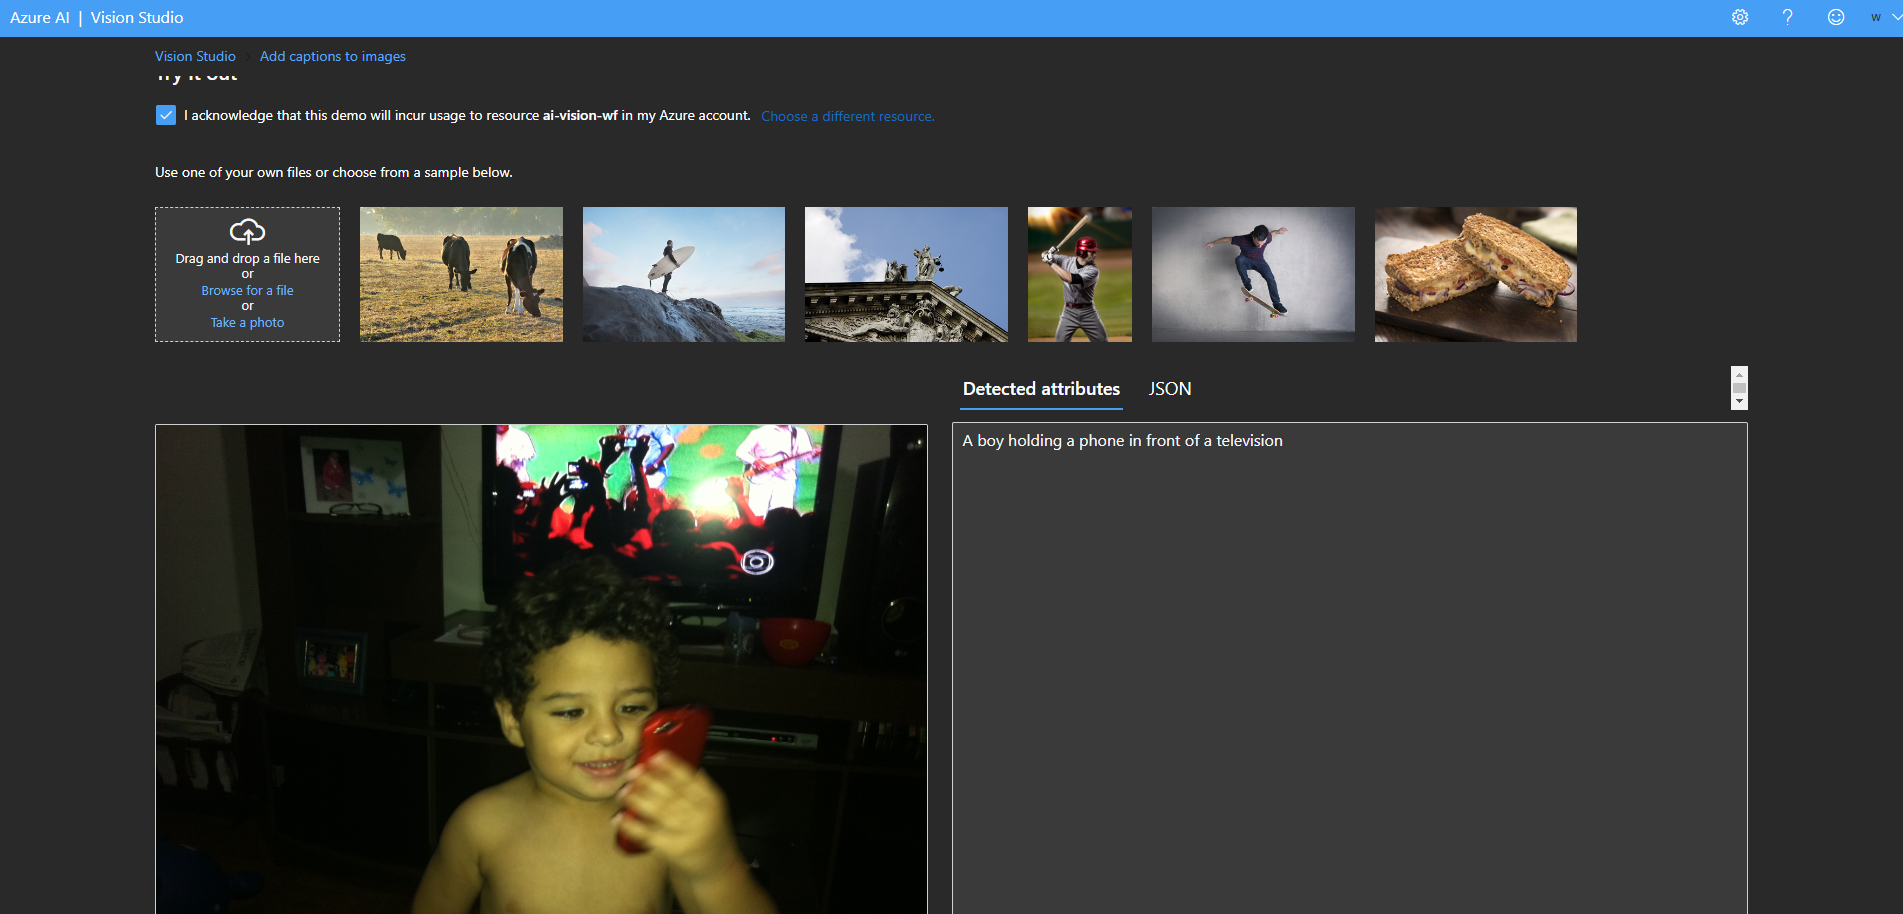 Azure AI | Vision Studio
w
Vision Studio > Add captions to images
Try it out
I acknowledge that this demo will incur usage to resource ai-vision-wf in my Azure account. Choose a different resource.
Use one of your own files or choose from a sample below.
Drag and drop a file here
or
Browse for a file
or
Take a photo
Detected attributes
JSON
A boy holding a phone in front of a television